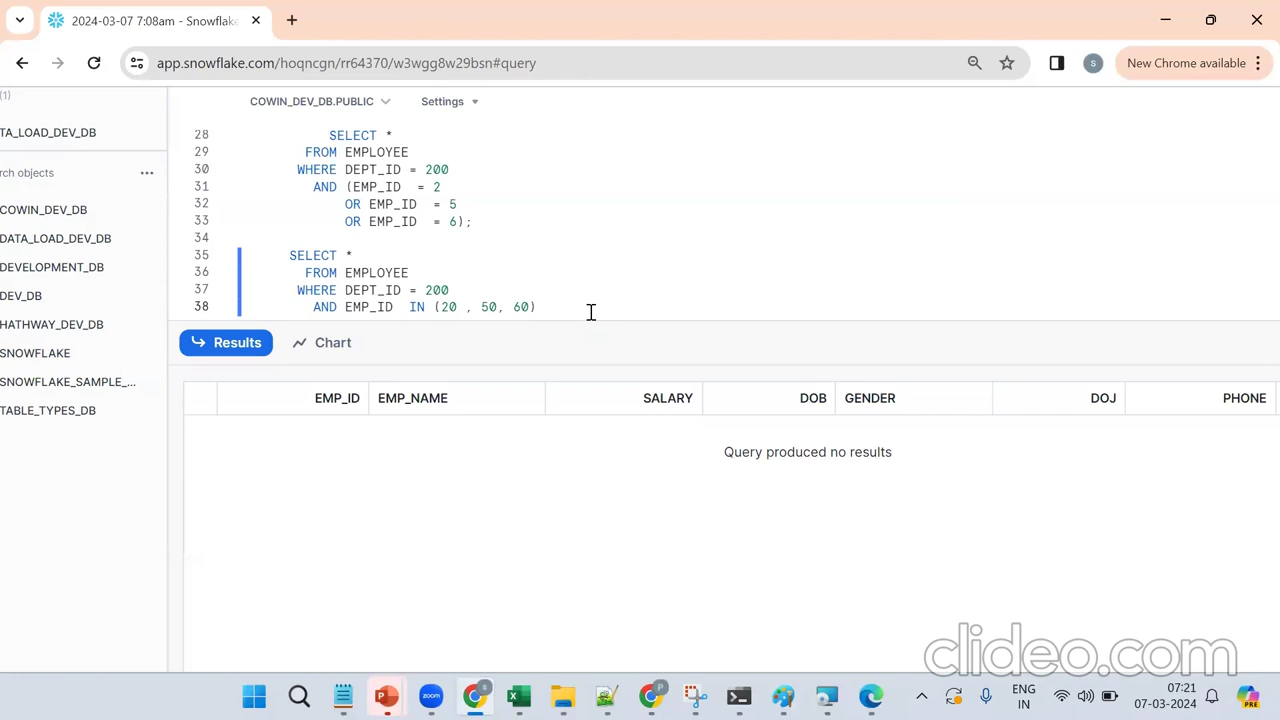 2024-03-07 7:08am - Snowflake
app.snowflake.com/hoqncgn/rr64370/w3wgg8w29bsn#query
S
New Chrome available
(1)
COWIN_DEV_DB.PUBLIC
Settings
TA_LOAD_DEV_DB
rch objects
COWIN_DEV_DB
DATA_LOAD_DEV_DB
DEVELOPMENT_DB
DEV_DB
HATHWAY_DEV_DB
SNOWFLAKE
SNOWFLAKE_SAMPLE_...
TABLE_TYPES_DB
28 SELECT *
29 FROM EMPLOYEE
30 WHERE DEPT_ID = 200
31 AND (EMP_ID = 2
32 OR EMP_ID = 5
33 OR EMP_ID = 6);
34
35 SELECT *
36 FROM EMPLOYEE
37 WHERE DEPT_ID = 200
38 AND EMP_ID IN (20 , 50, 60)
Results
Chart
EMP_ID EMP_NAME SALARY DOB GENDER DOJ PHONE
Query produced no results
clideo.com
zoom
ENG
IN
07:21
07-03-2024
PRE